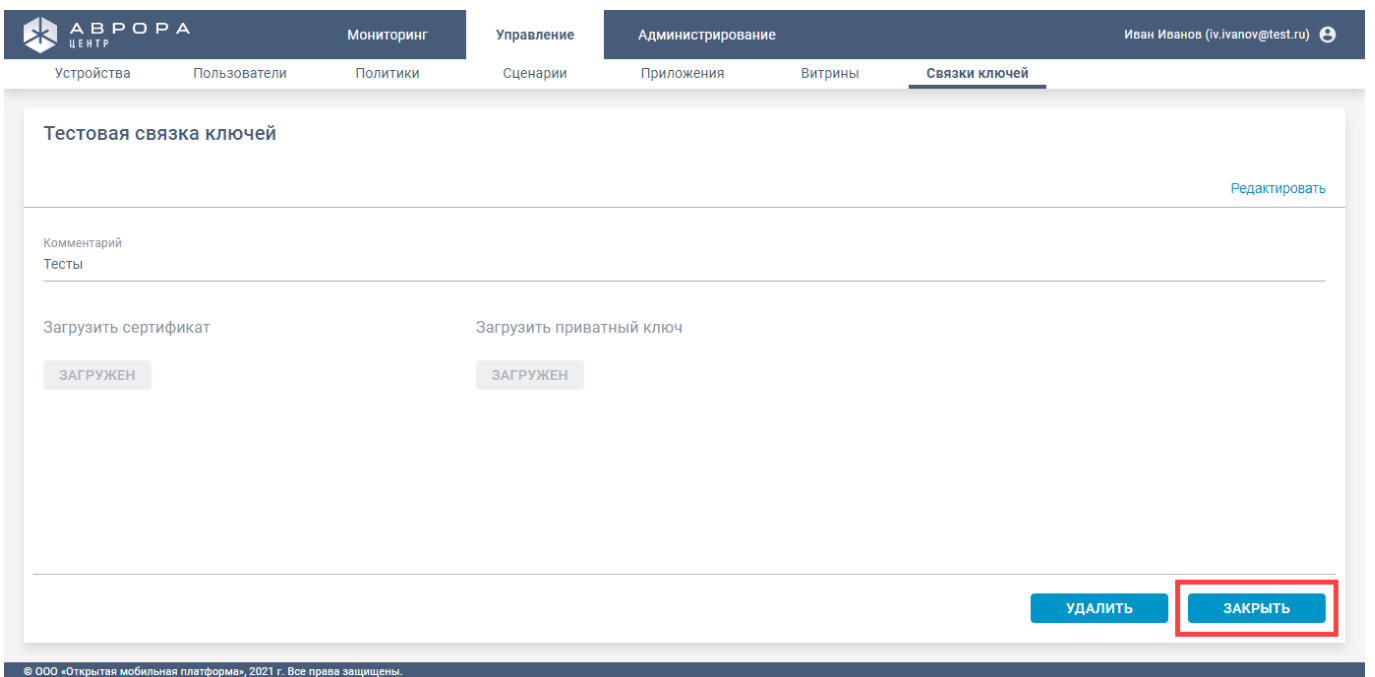 АВРОРА
ЦЕНТР
Мониторинг Управление Администрирование Иван Иванов (iv.ivanov@test.ru)
Устройства Пользователи Политики Сценарии Приложения Витрины Связки ключей
Тестовая связка ключей
Редактировать
Комментарий
Тесты
Загрузить сертификат Загрузить приватный ключ
ЗАГРУЖЕН ЗАГРУЖЕН
УДАЛИТЬ ЗАКРЫТЬ
© ООО «Открытая мобильная платформа», 2021 г. Все права защищены.